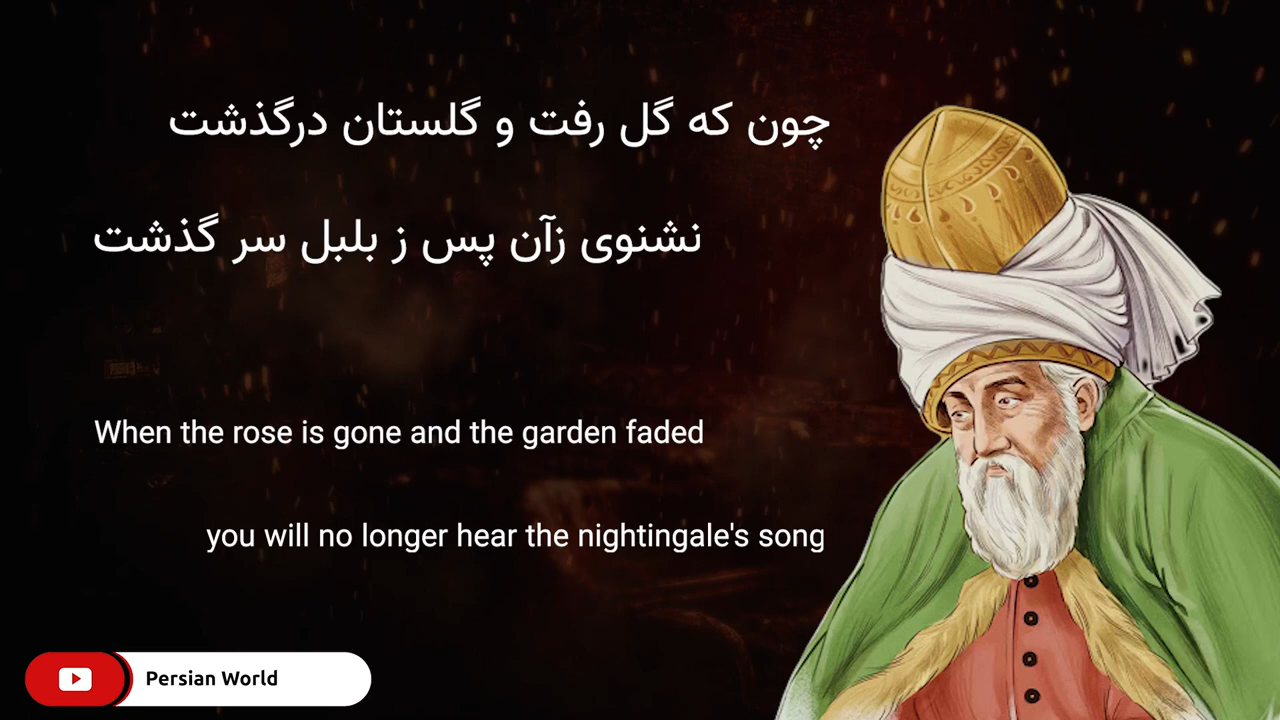 چون که گل رفت و گلستان درگذشت
نشنوی زآن پس ز بلبل سر گذشت
When the rose is gone and the garden faded
you will no longer hear the nightingale's song
Persian World